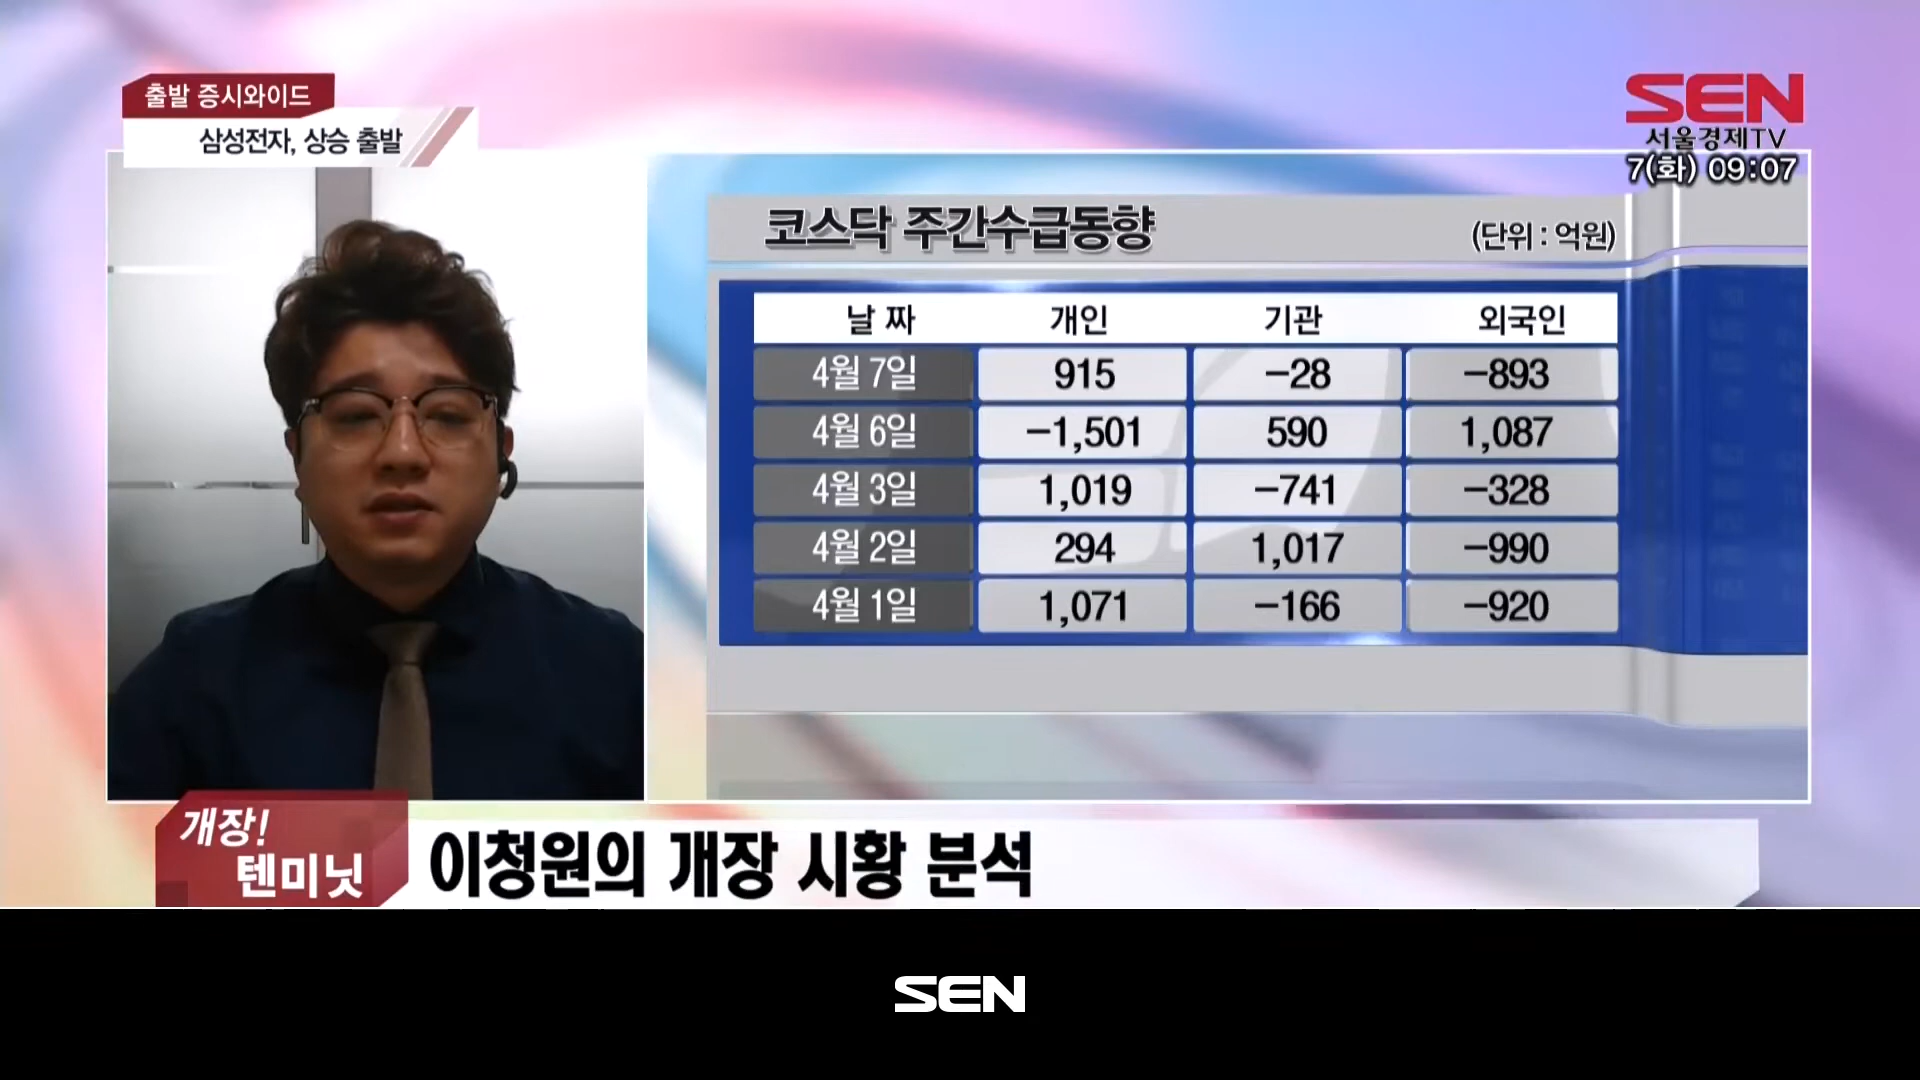 출발 증시와이드
삼성전자, 상승 출발
SEN
서울경제TV
7(화) 09:07
코스닥 주간수급동향
(단위 : 억원)
날 짜 개인 기관 외국인
4월 7일 915 -28 -893
4월 6일 -1,501 590 1,087
4월 3일 1,019 -741 -328
4월 2일 294 1,017 -990
4월 1일 1,071 -166 -920
개장!
텐미닛
이청원의 개장 시황 분석
SEN